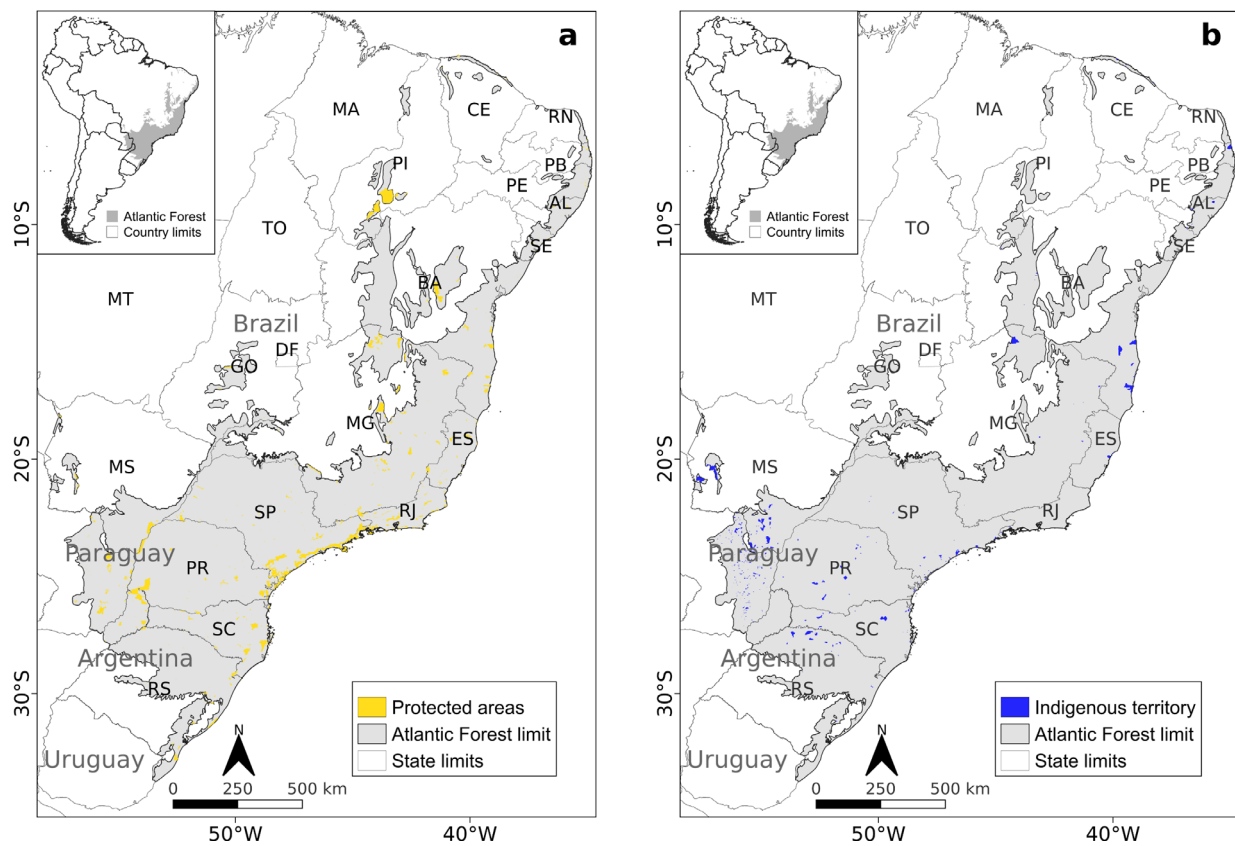 a
MA
CE
RN
PI
PB
PE
AL
TO
SE
BA
MT
Brazil
DF
GO
MG
ES
MS
SP
RJ
Paraguay
PR
SC
Argentina
RS
Uruguay
Atlantic Forest
Country limits
Protected areas
Atlantic Forest limit
State limits
N
0 250 500 km
10°S
20°S
30°S
50°W 40°W
b
MA
CE
RN
PI
PB
PE
AL
TO
SE
BA
MT
Brazil
DF
GO
MG
ES
MS
SP
RJ
Paraguay
PR
SC
Argentina
RS
Uruguay
Atlantic Forest
Country limits
Indigenous territory
Atlantic Forest limit
State limits
N
0 250 500 km
10°S
20°S
30°S
50°W 40°W